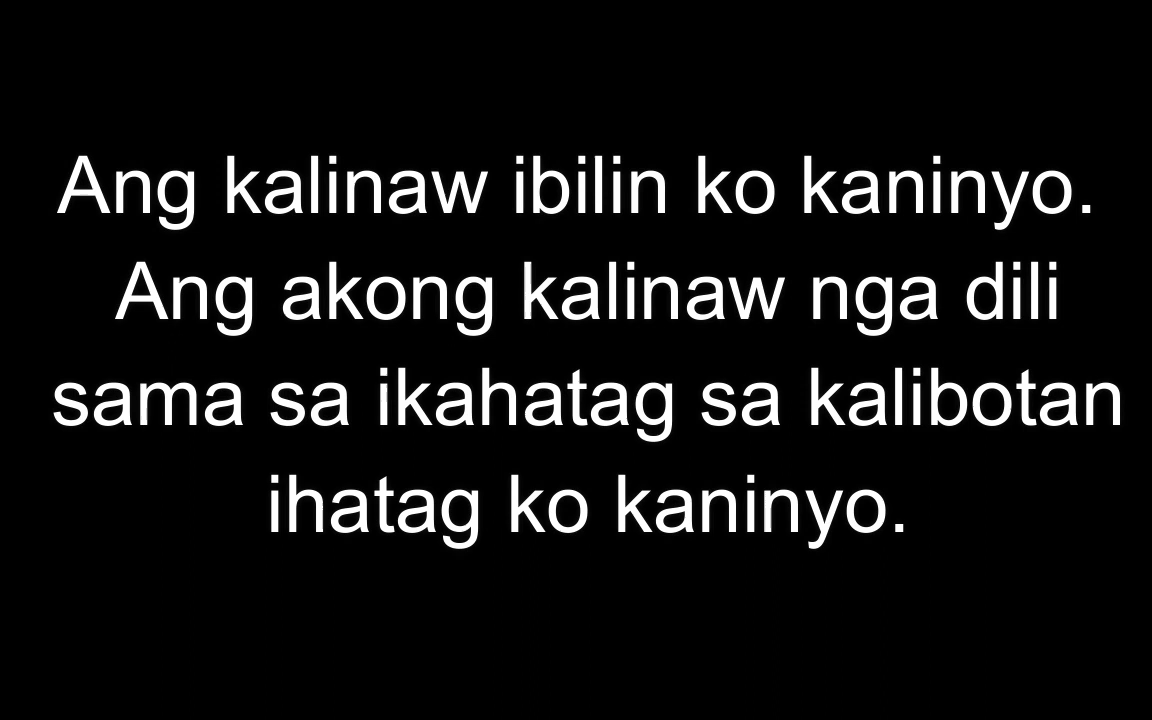 Ang kalinaw ibilin ko kaninyo.
Ang akong kalinaw nga dili
sama sa ikahatag sa kalibotan
ihatag ko kaninyo.